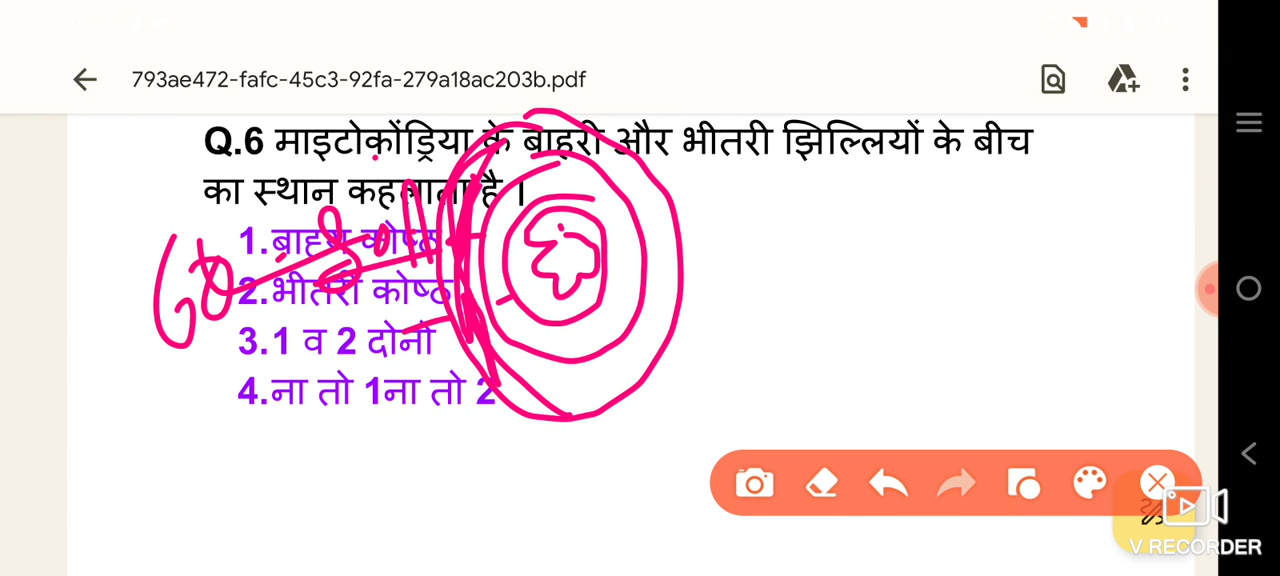 793ae472-fafc-45c3-92fa-279a18ac203b.pdf
Q.6 माइटोकोंड्रिया के बाहरी और भीतरी झिल्लियों के बीच
का स्थान कहलाता है ।
1.ब्राह्य कोष्ठ
2.भीतरी कोष्ठ
3.1 व 2 दोनों
4.ना तो 1ना तो 2
V RECORDER